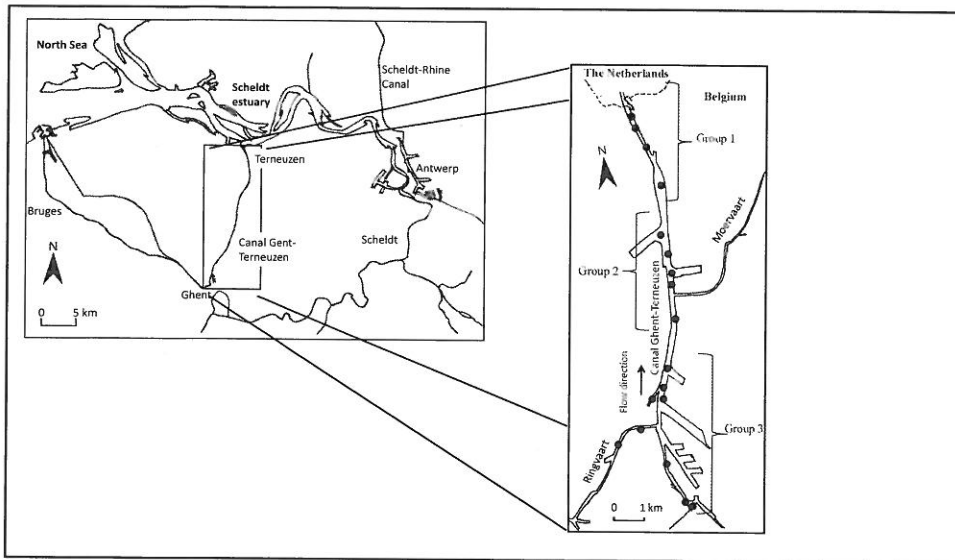 North Sea
Scheldt
estuary
Scheldt-Rhine
Canal
Terneuzen
Antwerp
Bruges
N
Canal Gent-
Terneuzen
Scheldt
Ghent
0 5 km
The Netherlands
Belgium
Group 1
N
Moervaart
Group 2
Canal Ghent-Terneuzen
Flow direction
Group 3
Ringvaart
0 1 km